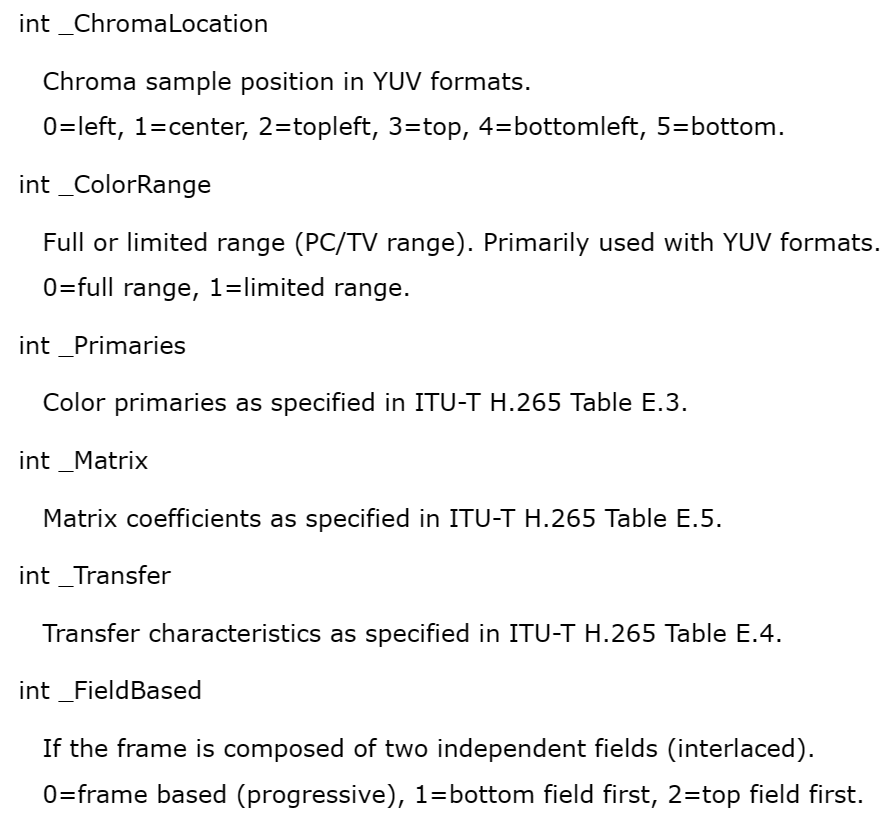 int _ChromaLocation
Chroma sample position in YUV formats.
0=left, 1=center, 2=topleft, 3=top, 4=bottomleft, 5=bottom.
int _ColorRange
Full or limited range (PC/TV range). Primarily used with YUV formats.
0=full range, 1=limited range.
int _Primaries
Color primaries as specified in ITU-T H.265 Table E.3.
int _Matrix
Matrix coefficients as specified in ITU-T H.265 Table E.5.
int _Transfer
Transfer characteristics as specified in ITU-T H.265 Table E.4.
int _FieldBased
If the frame is composed of two independent fields (interlaced).
0=frame based (progressive), 1=bottom field first, 2=top field first.